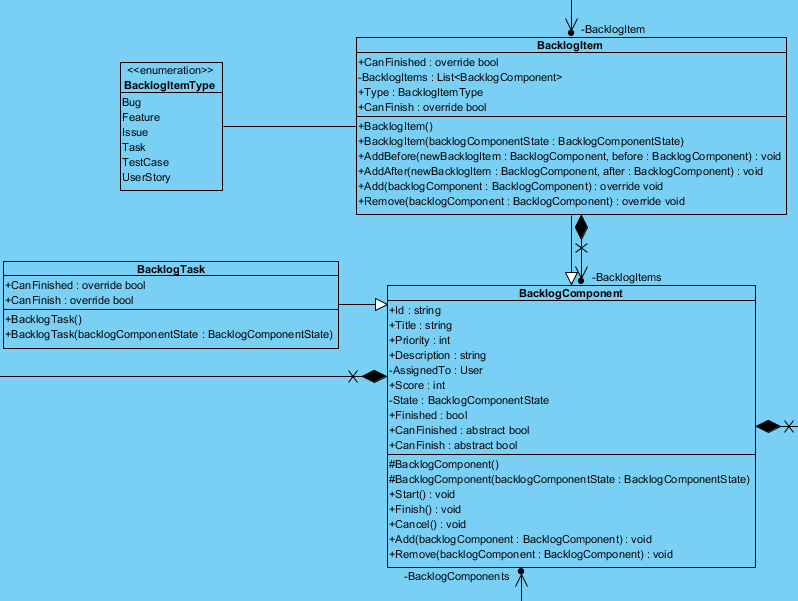 -BacklogItem
BacklogItem
+CanFinished : override bool
-BacklogItems : List<BacklogComponent>
+Type : BacklogItemType
+CanFinish : override bool
+BacklogItem()
+BacklogItem(backlogComponentState : BacklogComponentState)
+AddBefore(newBacklogItem : BacklogComponent, before : BacklogComponent) : void
+AddAfter(newBacklogItem : BacklogComponent, after : BacklogComponent) : void
+Add(backlogComponent : BacklogComponent) : override void
+Remove(backlogComponent : BacklogComponent) : override void
<<enumeration>>
BacklogItemType
Bug
Feature
Issue
Task
TestCase
UserStory
-BacklogItems
BacklogTask
+CanFinished : override bool
+CanFinish : override bool
+BacklogTask()
+BacklogTask(backlogComponentState : BacklogComponentState)
BacklogComponent
+Id : string
+Title : string
+Priority : int
+Description : string
-AssignedTo : User
+Score : int
-State : BacklogComponentState
+Finished : bool
+CanFinished : abstract bool
+CanFinish : abstract bool
#BacklogComponent()
#BacklogComponent(backlogComponentState : BacklogComponentState)
+Start() : void
+Finish() : void
+Cancel() : void
+Add(backlogComponent : BacklogComponent) : void
+Remove(backlogComponent : BacklogComponent) : void
-BacklogComponents